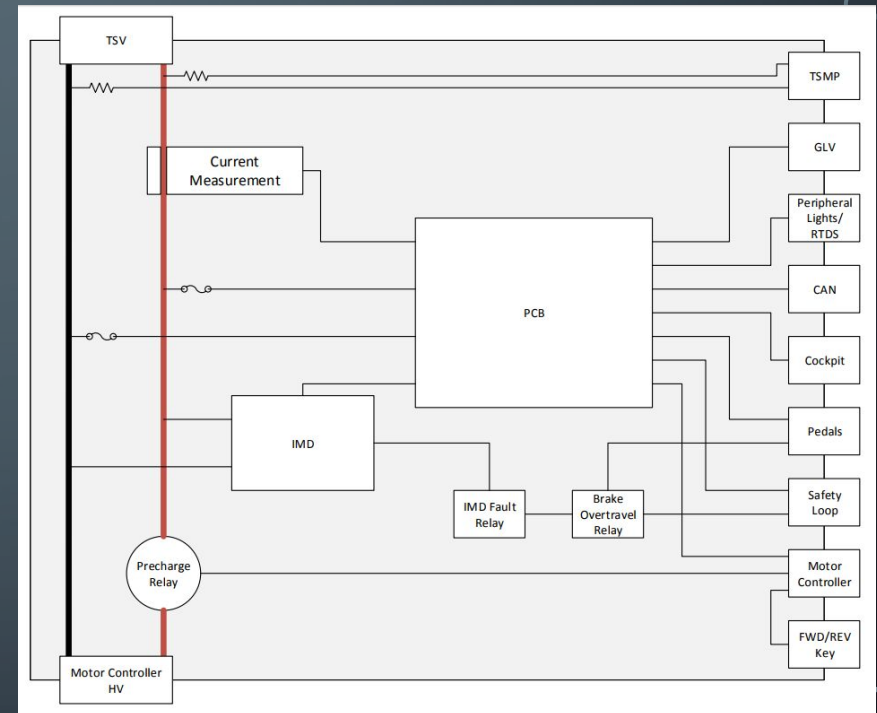 TSV
TSMP
GLV
Current
Measurement
Peripheral
Lights/
RTDS
CAN
PCB
Cockpit
Pedals
IMD
Safety
Loop
IMD Fault
Relay
Brake
Overtravel
Relay
Precharge
Relay
Motor
Controller
FWD/REV
Key
Motor Controller
HV